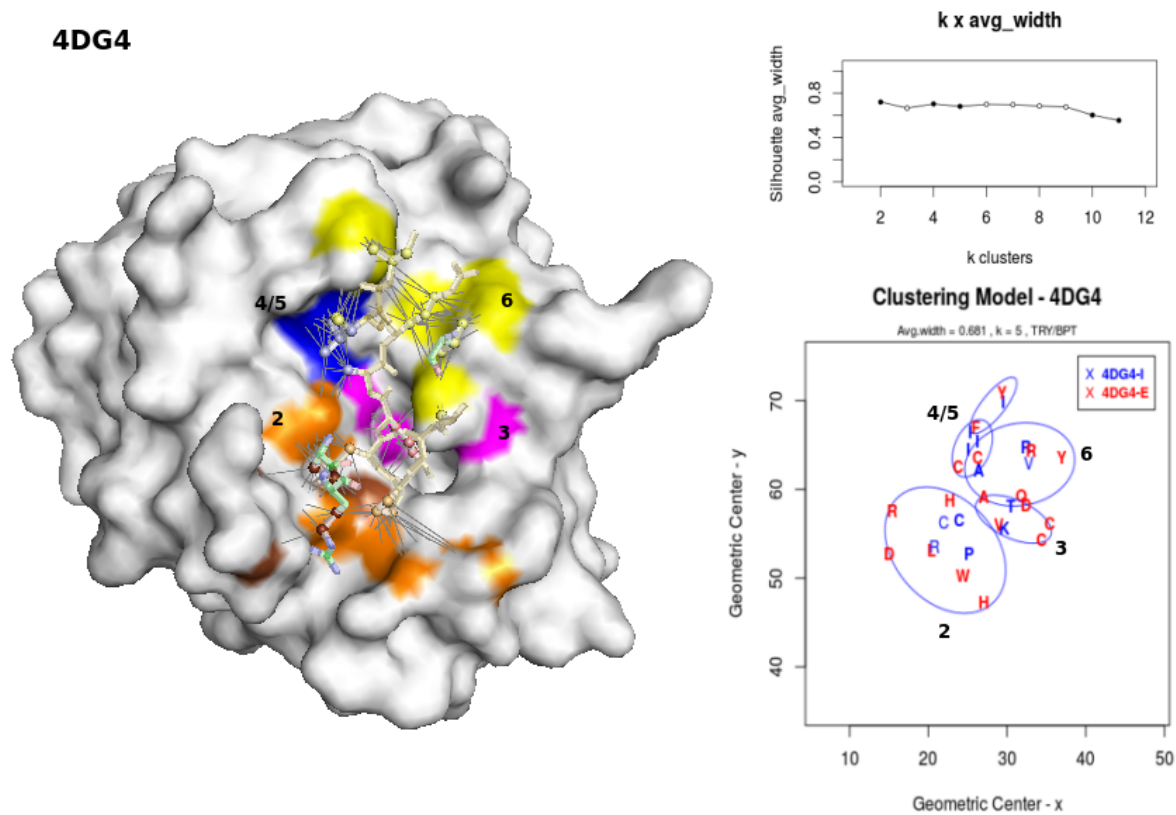 4DG4
4/5
6
2
3
k x avg_width
Silhouette avg_width
0.8
0.4
0.0
2 4 6 8 10 12
k clusters
Clustering Model - 4DG4
Avg.width = 0.681 , k = 5 , TRY/BPT
X 4DG4-I
X 4DG4-E
Geometric Center - y
70
60
50
40
4/5
6
3
2
Y
F
C
C
A
R
V
R
Y
R
H
A
Q
T
D
C
C
V
K
C
C
D
R
P
W
H
10 20 30 40 50
Geometric Center - x